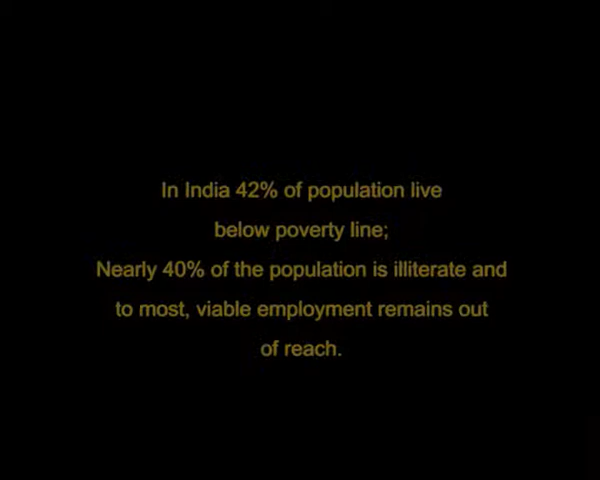 In India 42% of population live
below poverty line;
Nearly 40% of the population is illiterate and
to most, viable employment remains out
of reach.